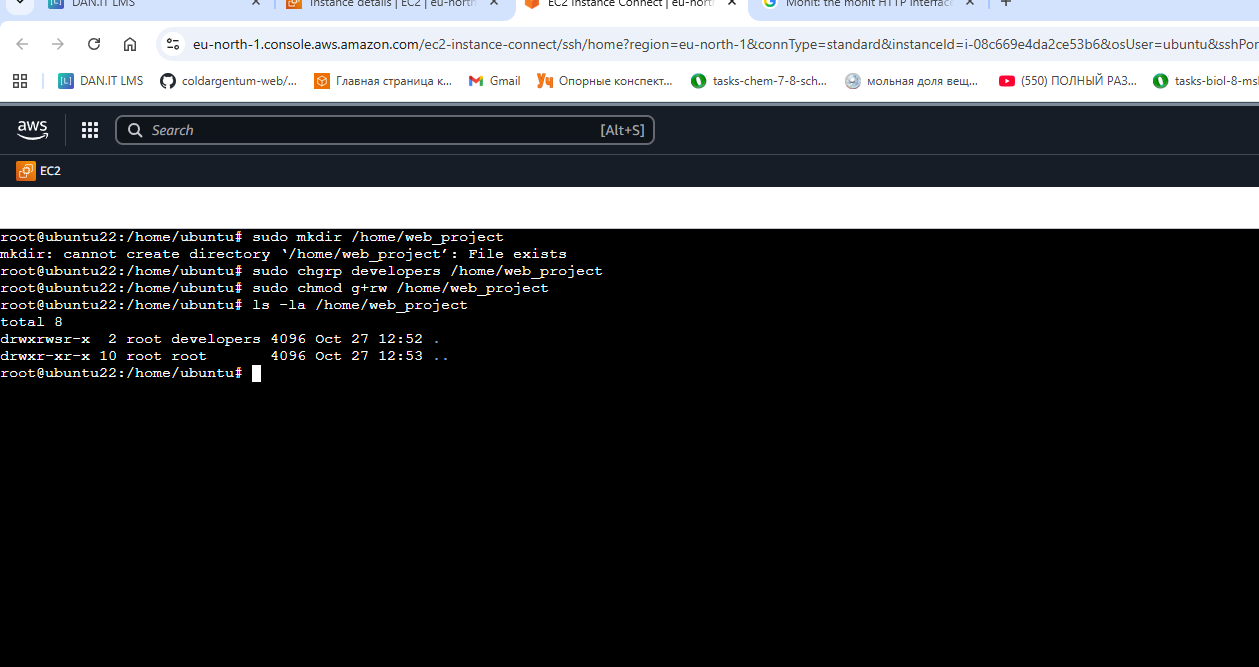 DAN.IT LMS
Instance details | EC2 | eu-north
EC2 Instance Connect | eu-nort
Monit: the monit HTTP interface
eu-north-1.console.aws.amazon.com/ec2-instance-connect/ssh/home?region=eu-north-1&connType=standard&instanceId=i-08c669e4da2ce53b6&osUser=ubuntu&sshPor
DAN.IT LMS
coldargentum-web/...
Главная страница к...
Gmail
Опорные конспект...
tasks-chem-7-8-sch...
мольная доля вещ...
(550) ПОЛНЫЙ РАЗ...
tasks-biol-8-msl
aws
Search
[Alt+S]
EC2
root@ubuntu22:/home/ubuntu# sudo mkdir /home/web_project
mkdir: cannot create directory ‘/home/web_project’: File exists
root@ubuntu22:/home/ubuntu# sudo chgrp developers /home/web_project
root@ubuntu22:/home/ubuntu# sudo chmod g+rw /home/web_project
root@ubuntu22:/home/ubuntu# ls -la /home/web_project
total 8
drwxrwsr-x  2 root developers 4096 Oct 27 12:52 .
drwxr-xr-x 10 root root       4096 Oct 27 12:53 ..
root@ubuntu22:/home/ubuntu#